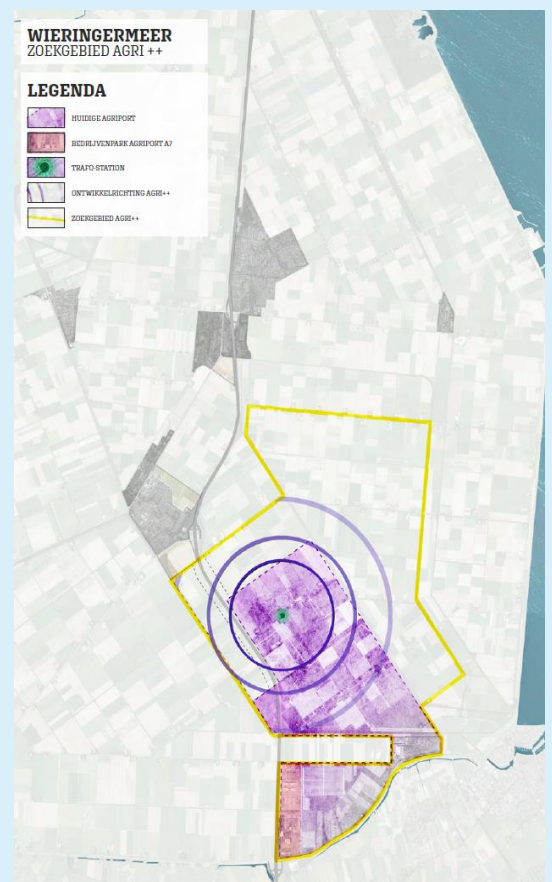 WIERINGERMEER
ZOEKGEBIED AGRI ++
LEGENDA
HUIDIGE AGRIPORT
BEDRIJVENPARK AGRIPORT A7
TRAFO-STATION
ONTWIKKELRICHTING AGRI++
ZOEKGEBIED AGRI++